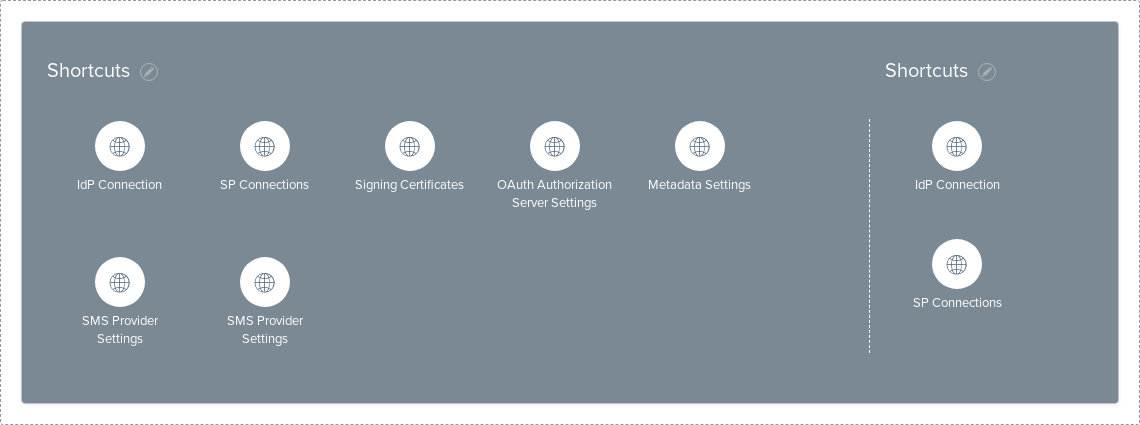 Shortcuts
IdP Connection
SP Connections
Signing Certificates
OAuth Authorization
Server Settings
Metadata Settings
SMS Provider
Settings
SMS Provider
Settings
Shortcuts
IdP Connection
SP Connections